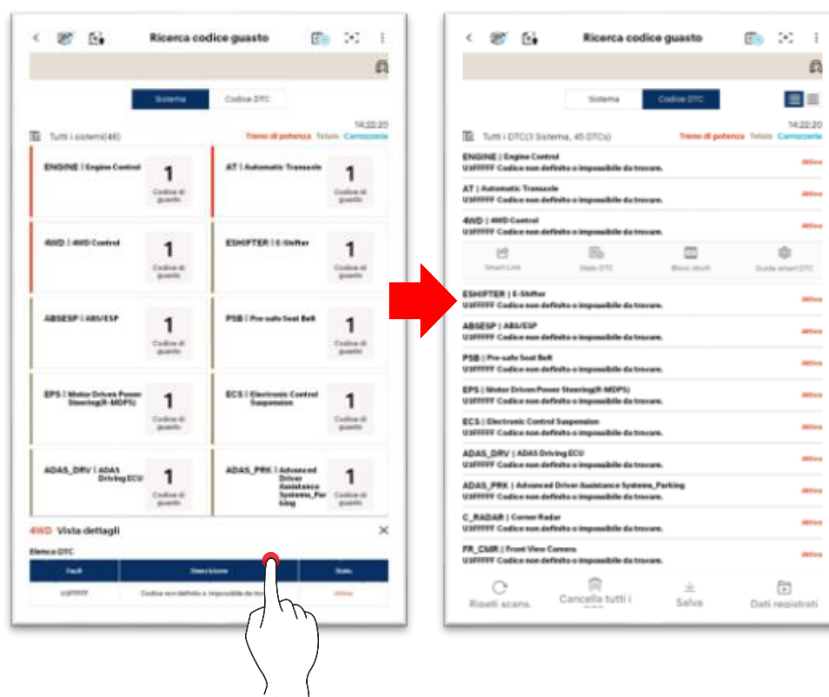 Ricerca codice guasto
Sistema Codice DTC
14:22:20
Tutti i sistemi(46) Treno di potenza Telaio Carrozzeria
ENGINE | Engine Control 1 Codice di guasto
AT | Automatic Transaxle 1 Codice di guasto
4WD | 4WD Control 1 Codice di guasto
ESHIFTER | E-Shifter 1 Codice di guasto
ABSESP | ABS/ESP 1 Codice di guasto
PSB | Pre-safe Seat Belt 1 Codice di guasto
EPS | Motor Driven Power Steering(R-MDPS) 1 Codice di guasto
ECS | Electronic Control Suspension 1 Codice di guasto
ADAS_DRV | ADAS Driving ECU 1 Codice di guasto
ADAS_PRK | Advanced Driver Assistance Systems_Parking 1 Codice di guasto
4WD Vista dettagli
Elenco DTC
Fault Descrizione Stato
U3FFFFF Codice non definito o impossibile da Attivo
Ricerca codice guasto
Sistema Codice DTC
14:22:20
Tutti i DTC(3 Sistema, 45 DTCs) Treno di potenza Telaio Carrozzeria
ENGINE | Engine Control
U3FFFFF Codice non definito o impossibile da trovare. Attivo
AT | Automatic Transaxle
U3FFFFF Codice non definito o impossibile da trovare. Attivo
4WD | 4WD Control
U3FFFFF Codice non definito o impossibile da trovare. Attivo
Smart Link Stato DTC Blocco strutt Guida smart DTC
ESHIFTER | E-Shifter
U3FFFFF Codice non definito o impossibile da trovare. Attivo
ABSESP | ABS/ESP
U3FFFFF Codice non definito o impossibile da trovare. Attivo
PSB | Pre-safe Seat Belt
U3FFFFF Codice non definito o impossibile da trovare. Attivo
EPS | Motor Driven Power Steering(R-MDPS)
U3FFFFF Codice non definito o impossibile da trovare. Attivo
ECS | Electronic Control Suspension
U3FFFFF Codice non definito o impossibile da trovare. Attivo
ADAS_DRV | ADAS Driving ECU
U3FFFFF Codice non definito o impossibile da trovare. Attivo
ADAS_PRK | Advanced Driver Assistance Systems_Parking
U3FFFFF Codice non definito o impossibile da trovare. Attivo
C_RADAR | Corner Radar
U3FFFFF Codice non definito o impossibile da trovare. Attivo
FR_CMR | Front View Camera
U3FFFFF Codice non definito o impossibile da trovare. Attivo
Ripeti scans. Cancella tutti i Salva Dati registrati